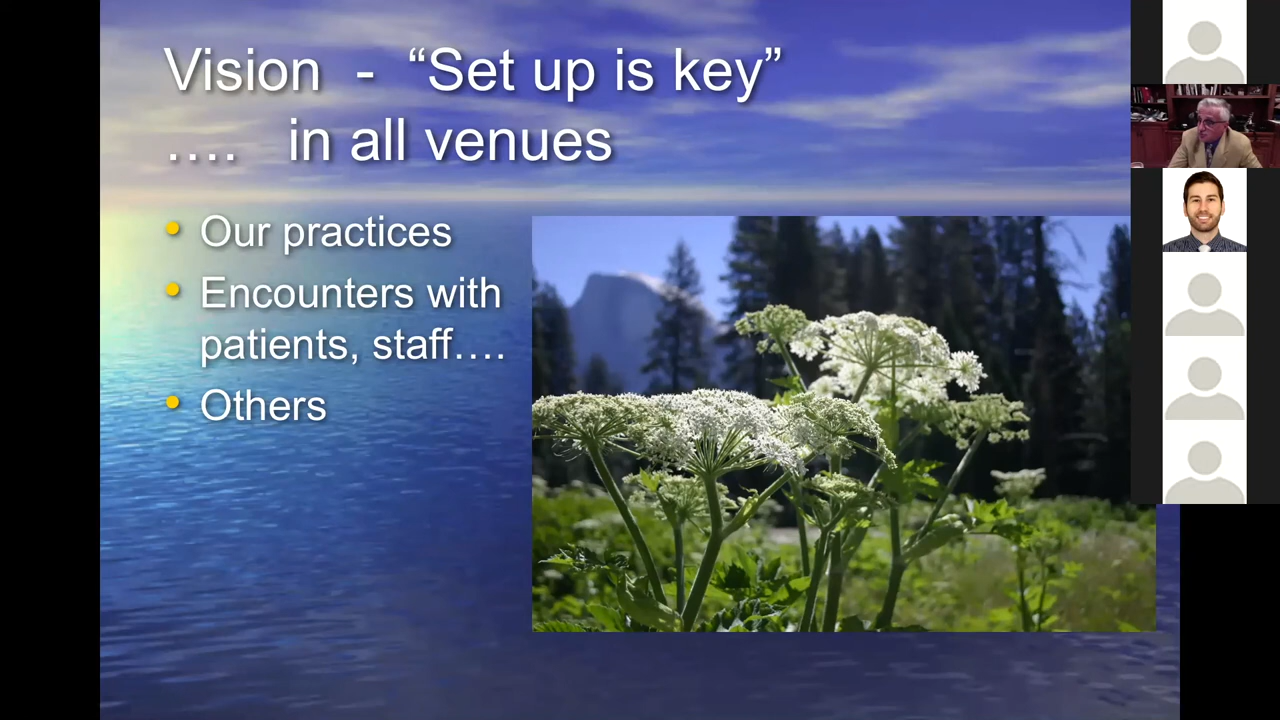 Vision - “Set up is key”
…. in all venues
Our practices
Encounters with
patients, staff….
Others